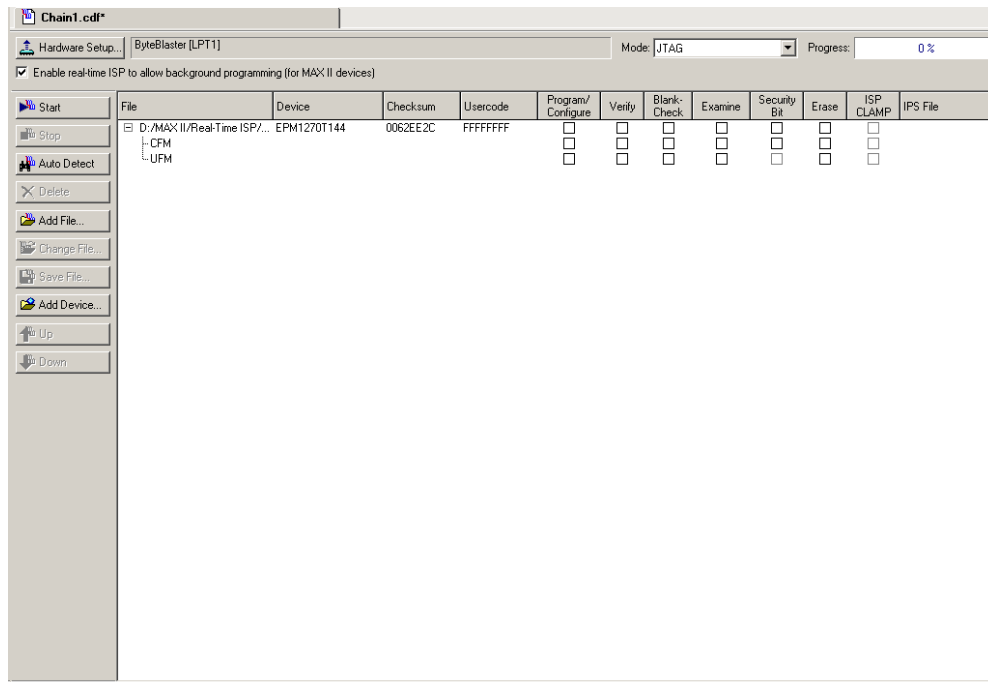 Chain1.cdf*
Hardware Setup... ByteBlaster [LPT1] Mode: JTAG Progress: 0 %
Enable real-time ISP to allow background programming (for MAX II devices)
Start
Stop
Auto Detect
Delete
Add File...
Change File...
Save File...
Add Device...
Up
Down
File Device Checksum Usercode Program/ Configure Verify Blank- Check Examine Security Bit Erase ISP CLAMP IPS File
D:/MAX II/Real-Time ISP/... EPM1270T144 0062EE2C FFFFFFFF
CFM
UFM